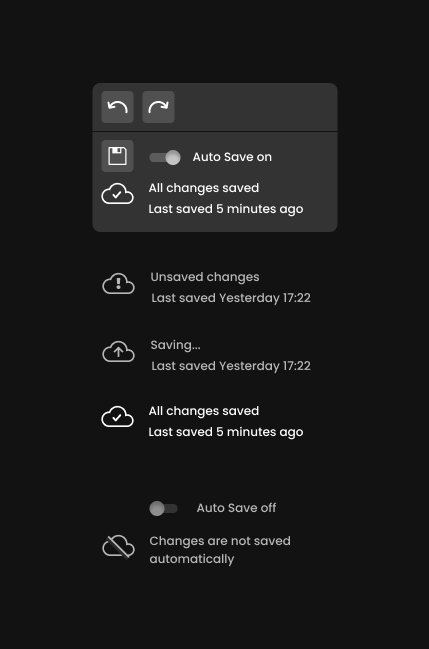 Auto Save on
All changes saved
Last saved 5 minutes ago
Unsaved changes
Last saved Yesterday 17:22
Saving...
Last saved Yesterday 17:22
All changes saved
Last saved 5 minutes ago
Auto Save off
Changes are not saved
automatically